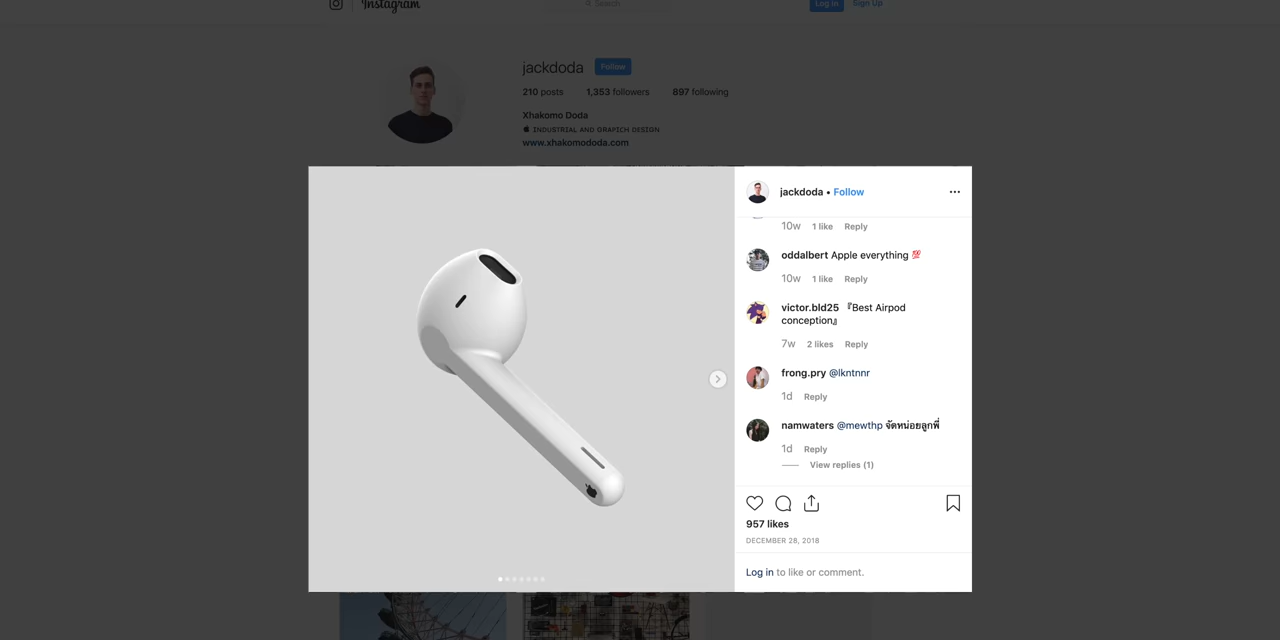 Instagram
Search
Log In
Sign Up
jackdoda
Follow
210 posts 1,353 followers 897 following
Xhakomo Doda
INDUSTRIAL AND GRAPICH DESIGN
www.xhakomododa.com
jackdoda • Follow
10w 1 like Reply
oddalbert Apple everything 💯
10w 1 like Reply
victor.bld25 『Best Airpod
conception』
7w 2 likes Reply
frong.pry @lkntnnr
1d Reply
namwaters @mewthp จัดหน่อยลูกพี่
1d Reply
View replies (1)
957 likes
DECEMBER 28, 2018
Log in to like or comment.